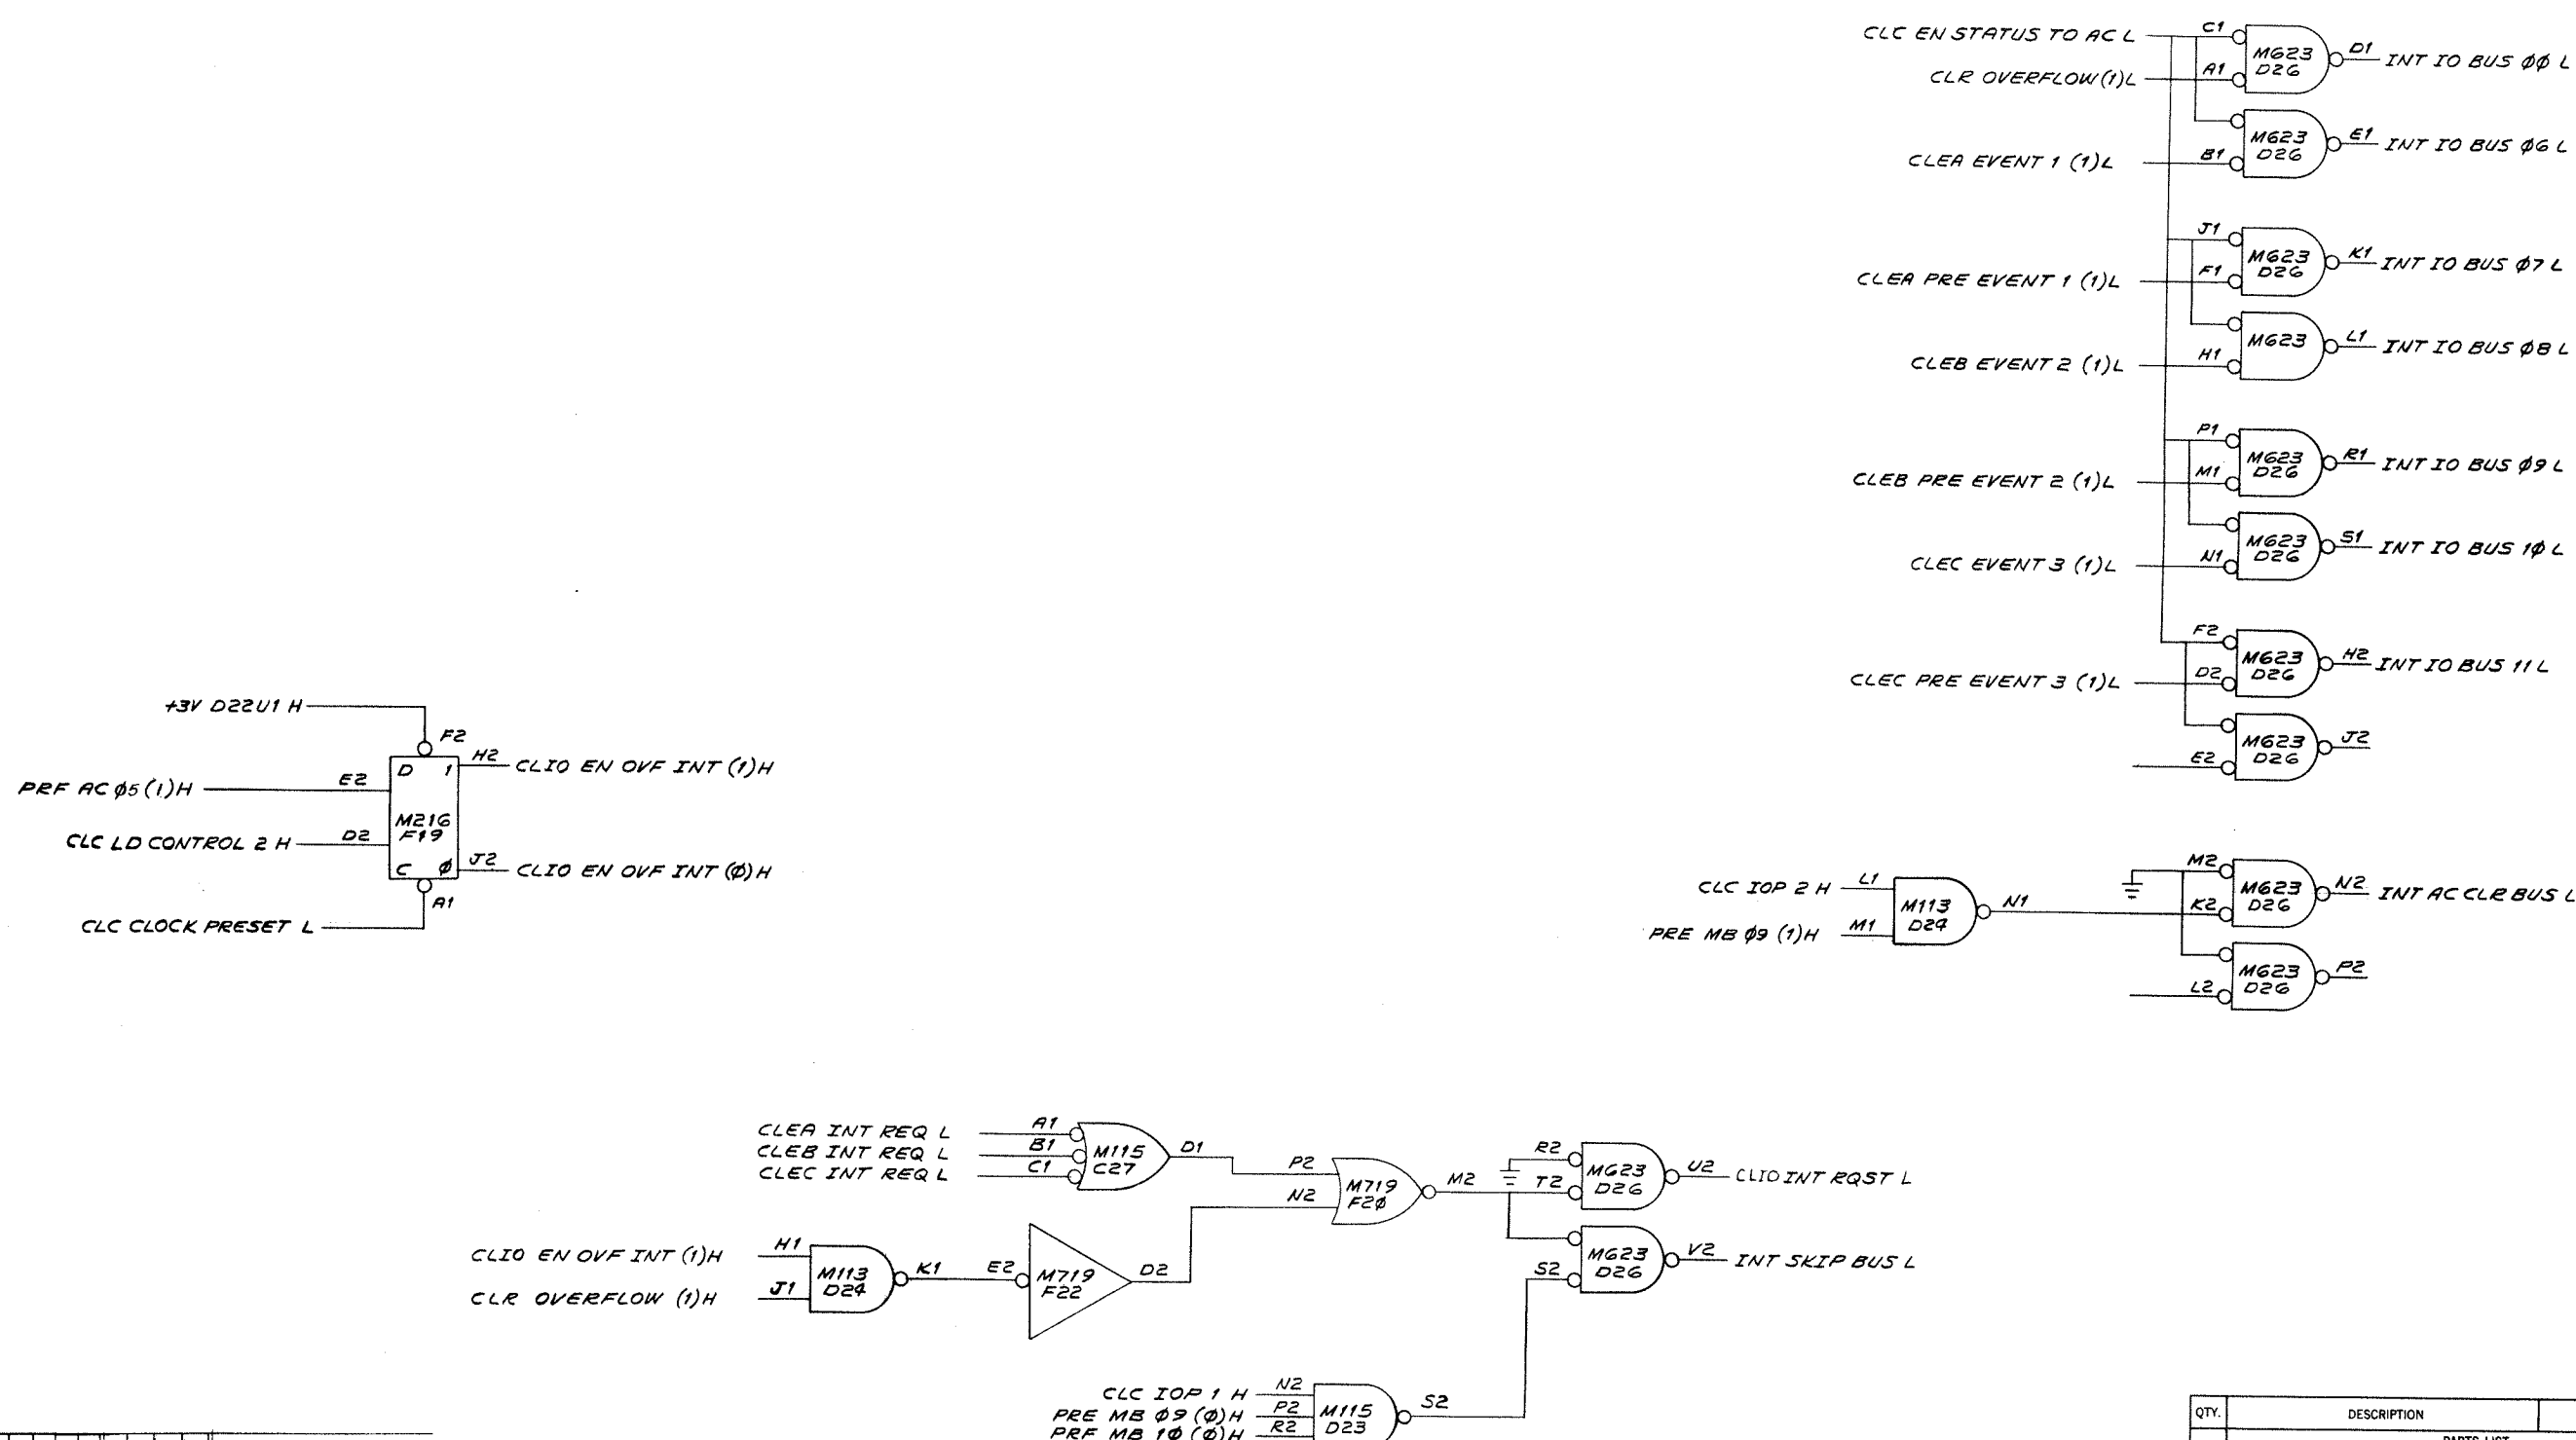 CLC EN STATUS TO AC L C1 M623 D26 D1 INT IO BUS ØØ L
CLR OVERFLOW (1)L A1
M623 D26 E1 INT IO BUS Ø6 L
CLEA EVENT 1 (1)L B1
J1 M623 D26 K1 INT IO BUS Ø7 L
CLEA PRE EVENT 1 (1)L F1
M623 L1 INT IO BUS Ø8 L
CLEB EVENT 2 (1)L H1
P1 M623 D26 R1 INT IO BUS Ø9 L
CLEB PRE EVENT 2 (1)L M1
M623 D26 S1 INT IO BUS 1Ø L
CLEC EVENT 3 (1)L N1
F2 M623 D26 H2 INT IO BUS 11 L
CLEC PRE EVENT 3 (1)L D2
M623 D26 J2
E2
+3V D22U1 H
F2
D 1 H2 CLIO EN OVF INT (1)H
PRF AC Ø5(1)H E2
M216
F19
CLC LD CONTROL 2 H D2
C Ø J2 CLIO EN OVF INT (Ø)H
A1
CLC CLOCK PRESET L
CLC IOP 2 H L1
M113
D24
N1
PRE MB Ø9 (1)H M1
M2 M623 D26 N2 INT AC CLR BUS L
K2
M623 D26 P2
L2
CLEA INT REQ L A1
CLEB INT REQ L B1
CLEC INT REQ L C1
M115
C27
D1 P2
N2
M719
F2Ø
M2
R2 M623 D26 U2 CLIO INT RQST L
T2
M623 D26 V2 INT SKIP BUS L
S2
CLIO EN OVF INT (1)H H1
CLR OVERFLOW (1)H J1
M113
D24
K1 E2
M719
F22
D2
CLC IOP 1 H N2
PRE MB Ø9 (Ø)H P2
PRF MB 1Ø (Ø)H R2
M115
D23
S2
QTY. DESCRIPTION
PARTS LIST